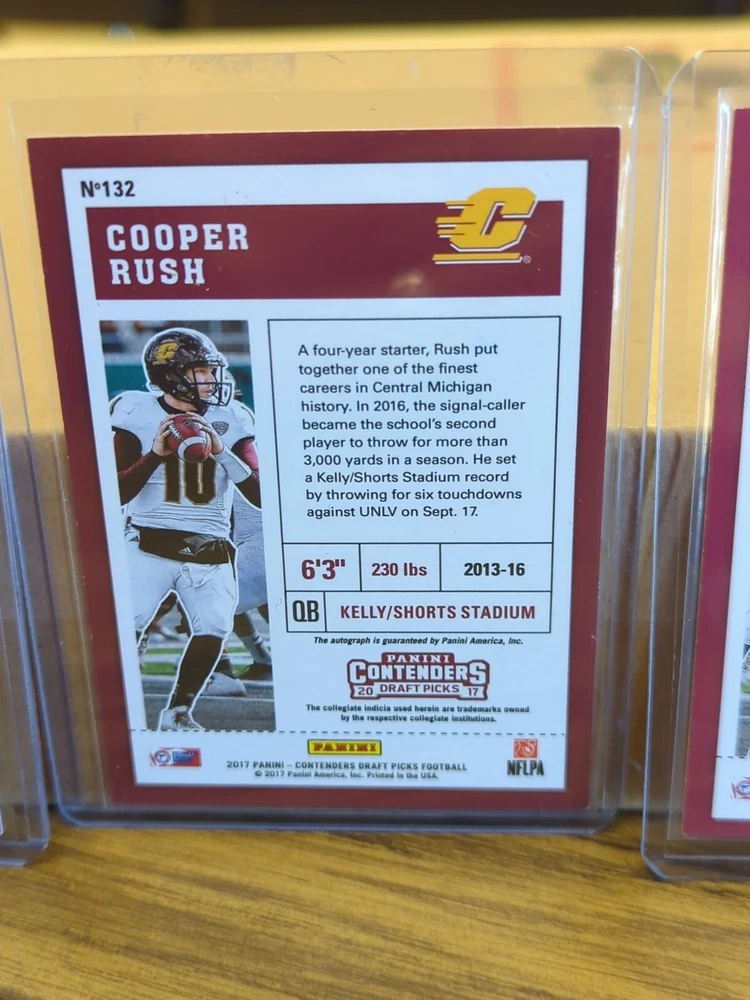 Nº132
COOPER
RUSH
C
®
A four-year starter, Rush put
together one of the finest
careers in Central Michigan
history. In 2016, the signal-caller
became the school's second
player to throw for more than
3,000 yards in a season. He set
a Kelly/Shorts Stadium record
by throwing for six touchdowns
against UNLV on Sept. 17.
10
6'3" 230 lbs 2013-16
QB KELLY/SHORTS STADIUM
The autograph is guaranteed by Panini America, Inc.
PANINI
CONTENDERS
20 DRAFT PICKS 17
The collegiate indicia used herein are trademarks owned
by the respective collegiate institutions.
PANINI
2017 PANINI – CONTENDERS DRAFT PICKS FOOTBALL
© 2017 Panini America, Inc. Printed in the USA.
NFLPA